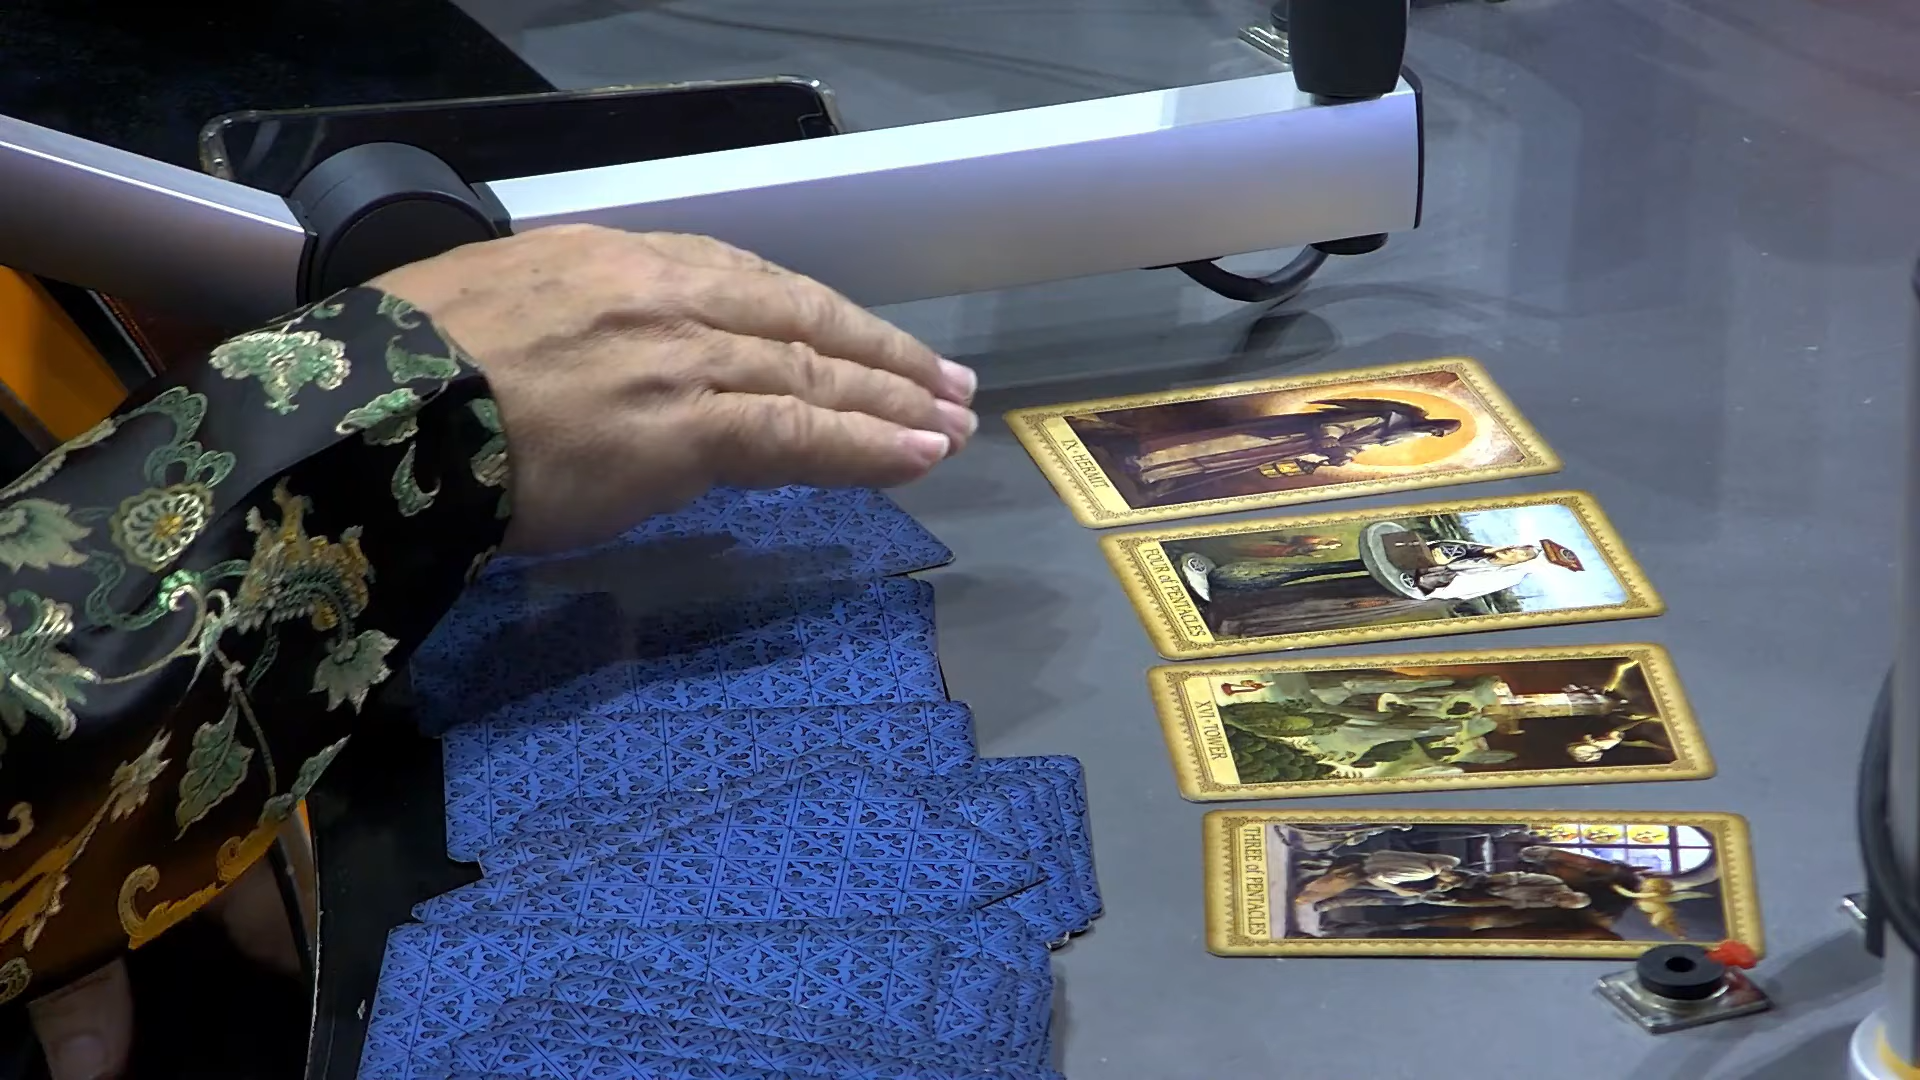 IX · HERMIT
FOUR of PENTACLES
XVI · TOWER
THREE of PENTACLES